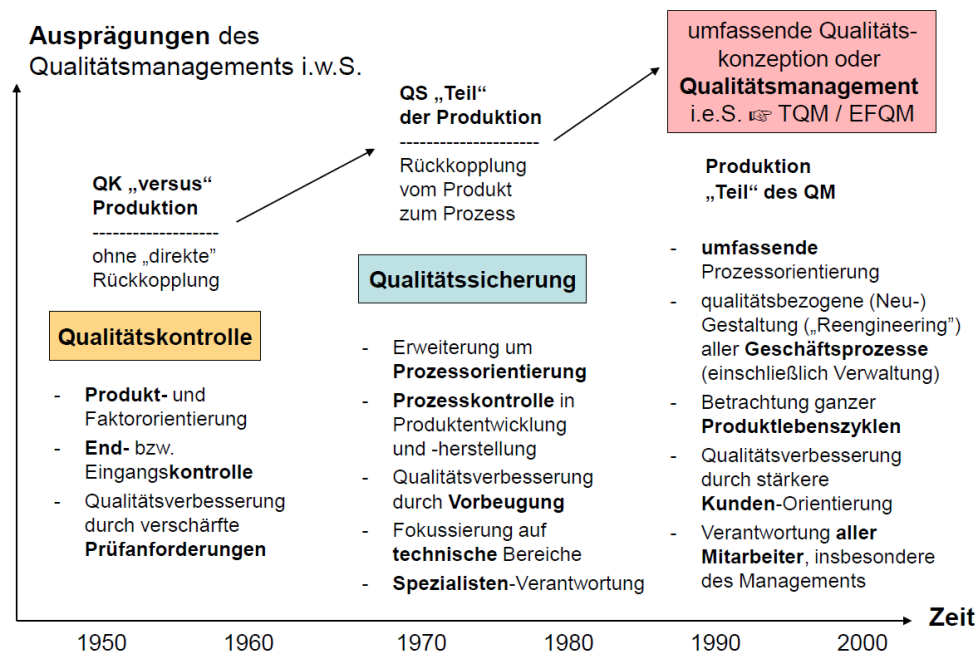 Ausprägungen des
Qualitätsmanagements i.w.S.
QK „versus“
Produktion
-------------------
ohne „direkte”
Rückkopplung
Qualitätskontrolle
- Produkt- und
Faktororientierung
- End- bzw.
Eingangskontrolle
- Qualitätsverbesserung
durch verschärfte
Prüfanforderungen
QS „Teil“
der Produktion
---------------------
Rückkopplung
vom Produkt
zum Prozess
Qualitätssicherung
- Erweiterung um
Prozessorientierung
- Prozesskontrolle in
Produktentwicklung
und -herstellung
- Qualitätsverbesserung
durch Vorbeugung
- Fokussierung auf
technische Bereiche
- Spezialisten-Verantwortung
umfassende Qualitäts-
konzeption oder
Qualitätsmanagement
i.e.S. ☞ TQM / EFQM
Produktion
„Teil“ des QM
- umfassende
Prozessorientierung
- qualitätsbezogene (Neu-)
Gestaltung („Reengineering”)
aller Geschäftsprozesse
(einschließlich Verwaltung)
- Betrachtung ganzer
Produktlebenszyklen
- Qualitätsverbesserung
durch stärkere
Kunden-Orientierung
- Verantwortung aller
Mitarbeiter, insbesondere
des Managements
Zeit
1950 1960 1970 1980 1990 2000